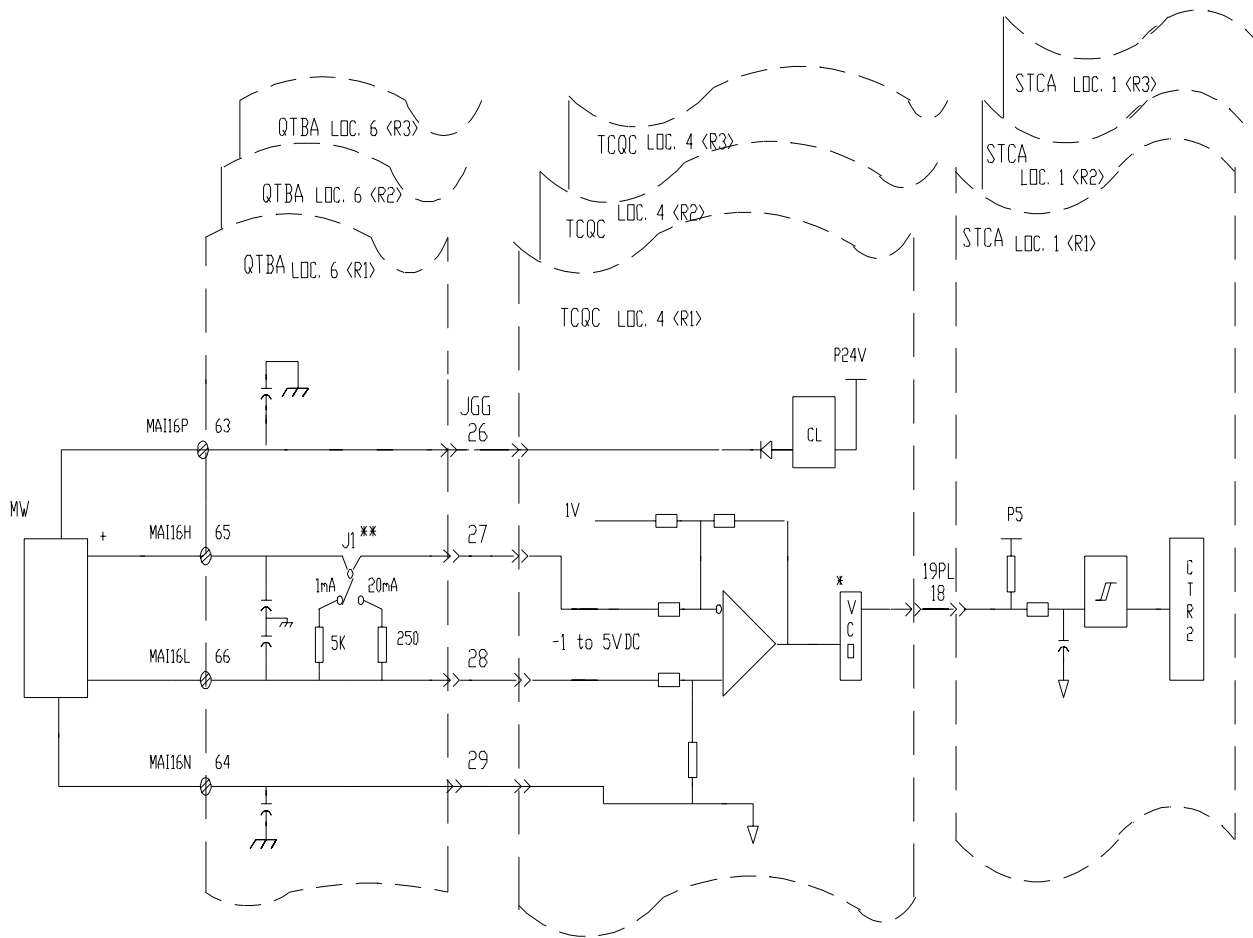 STCA LOC. 1 <R3>
QTBA LOC. 6 <R3>
TCQC LOC. 4 <R3>
STCA
LOC. 1 <R2>
QTBA LOC. 6 <R2>
LOC. 4 <R2>
TCQC
STCA LOC. 1 <R1>
QTBA LOC. 6 <R1>
TCQC LOC. 4 <R1>
P24V
CL
JGG
MAI16P 63
26
MW
+
MAI16H 65
J1 **
27
1V
P5
1mA
20mA
19PL
18
*
VCO
CTR2
5K
250
-1 to 5VDC
MAI16L 66
28
MAI16N 64
29